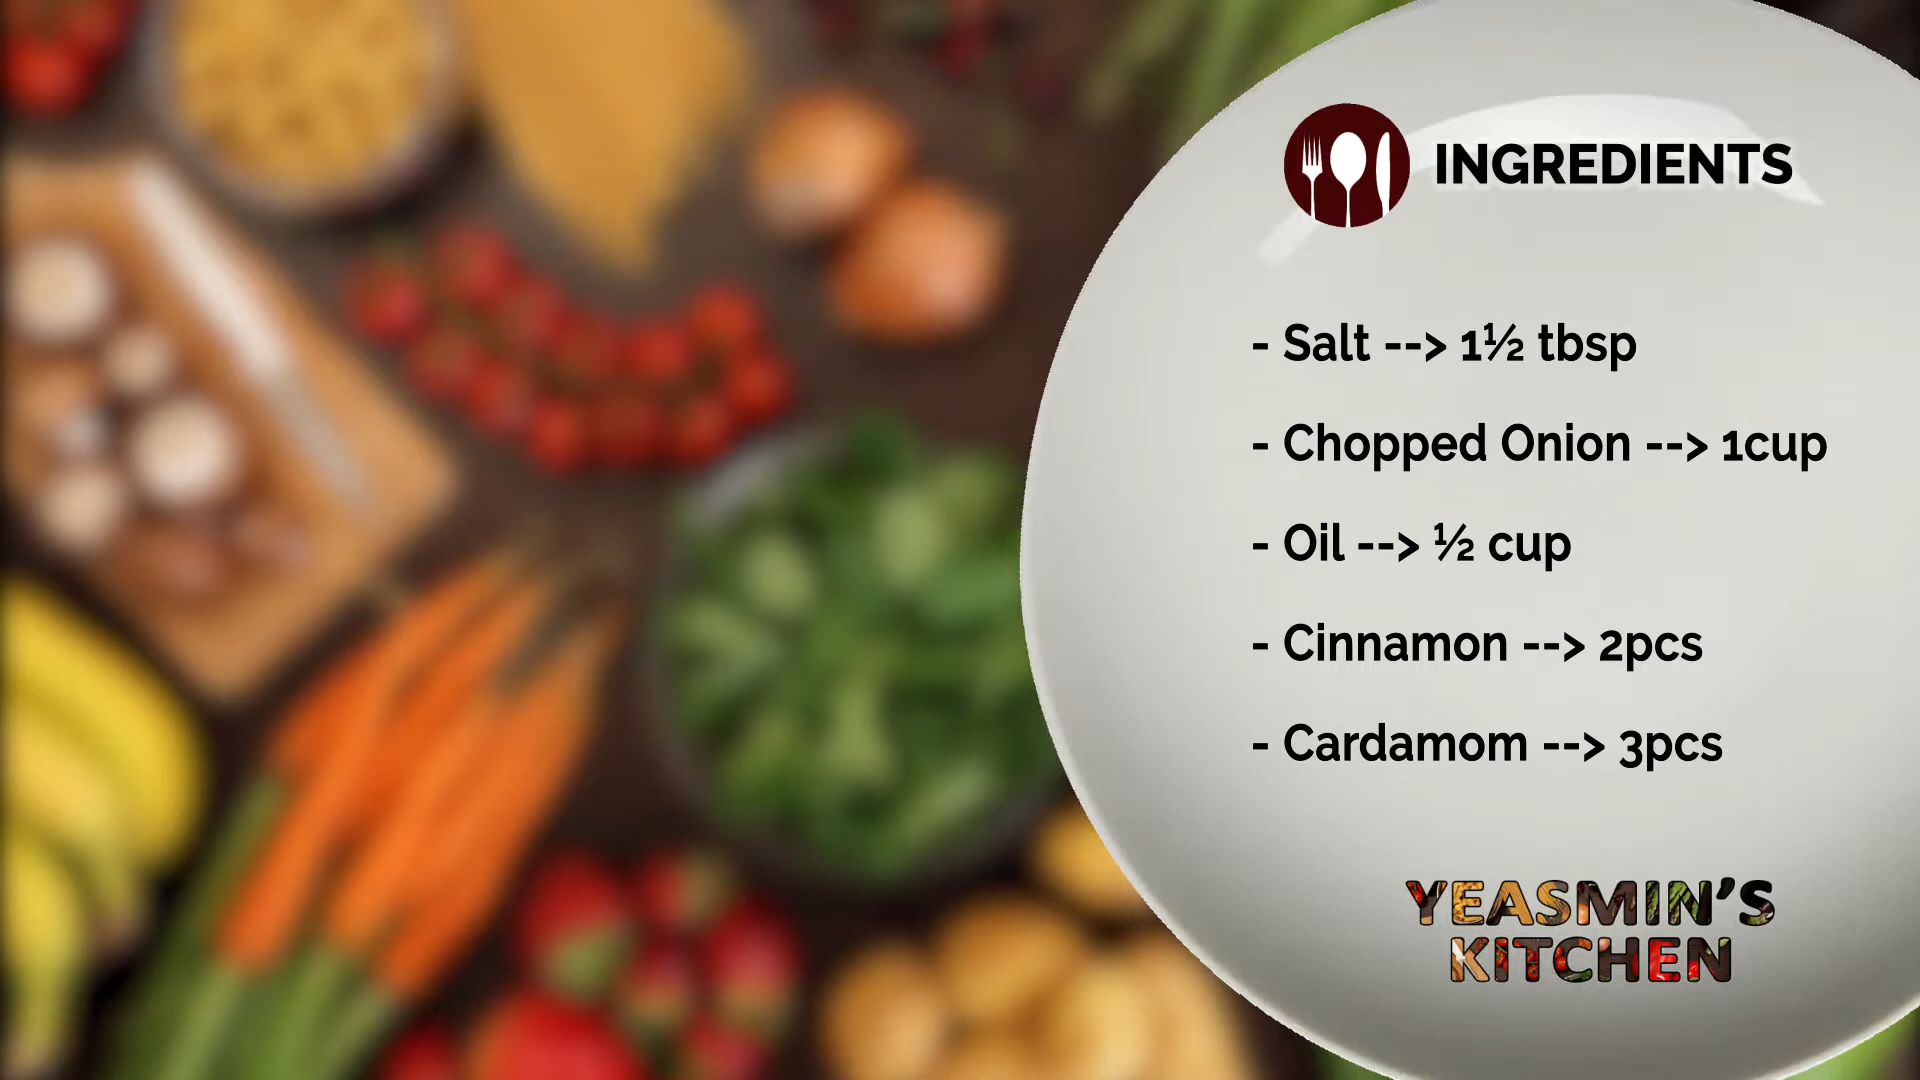 INGREDIENTS
- Salt --> 1½ tbsp
- Chopped Onion --> 1cup
- Oil --> ½ cup
- Cinnamon --> 2pcs
- Cardamom --> 3pcs
YEASMIN'S
KITCHEN